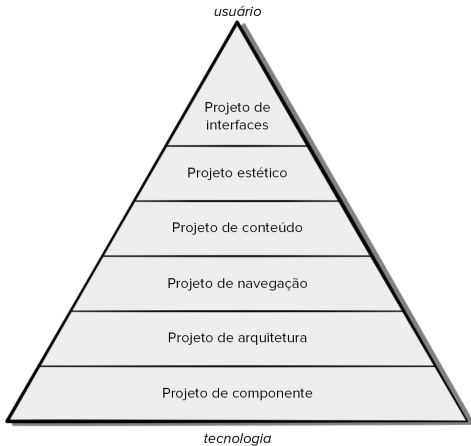 usuário
Projeto de
interfaces
Projeto estético
Projeto de conteúdo
Projeto de navegação
Projeto de arquitetura
Projeto de componente
tecnologia